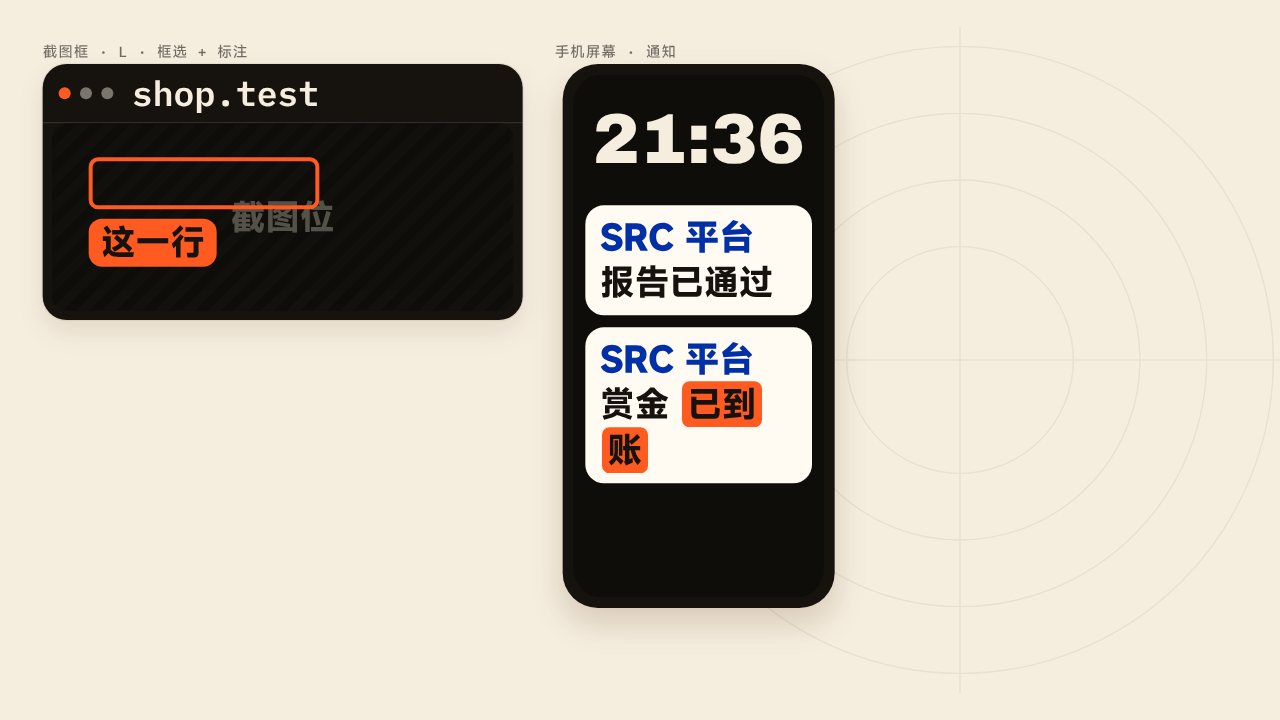 截图框 · L · 框选 + 标注
shop.test
截图位
这一行
手机屏幕 · 通知
21:36
SRC 平台
报告已通过
SRC 平台
赏金 已到
账